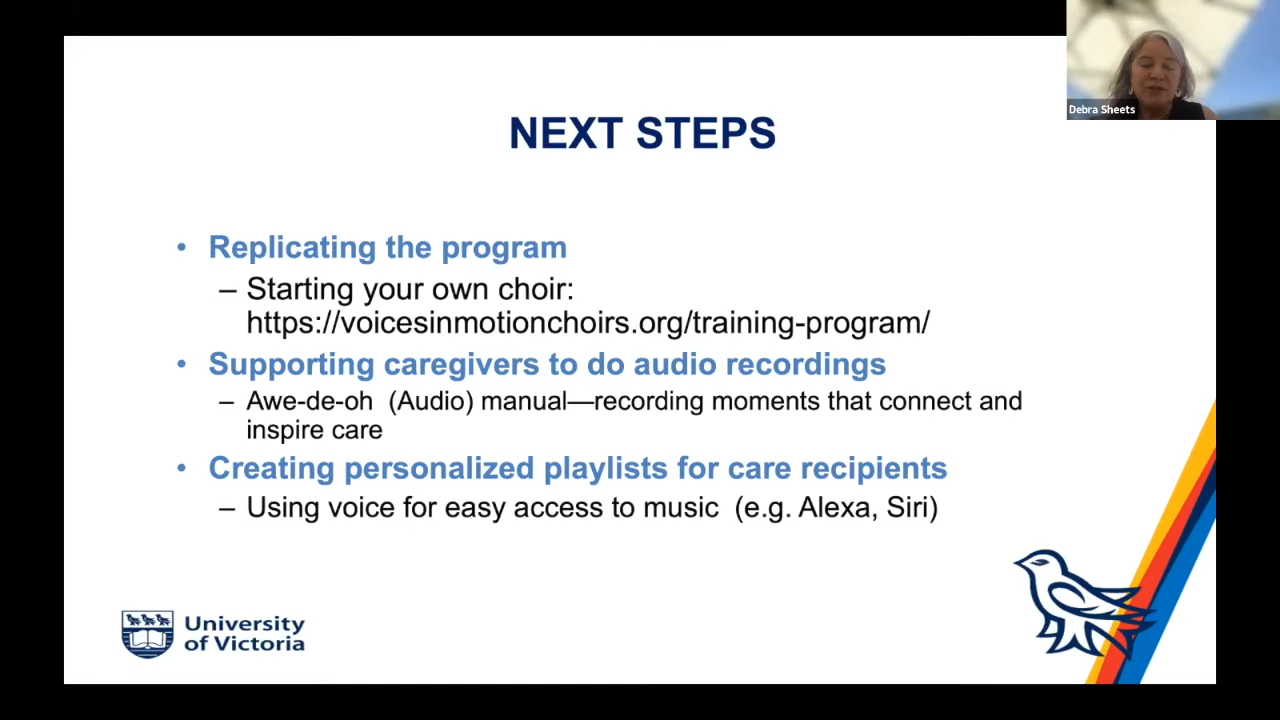 Debra Sheets
NEXT STEPS
• Replicating the program
– Starting your own choir:
https://voicesinmotionchoirs.org/training-program/
• Supporting caregivers to do audio recordings
– Awe-de-oh (Audio) manual—recording moments that connect and
inspire care
• Creating personalized playlists for care recipients
– Using voice for easy access to music (e.g. Alexa, Siri)
University
of Victoria